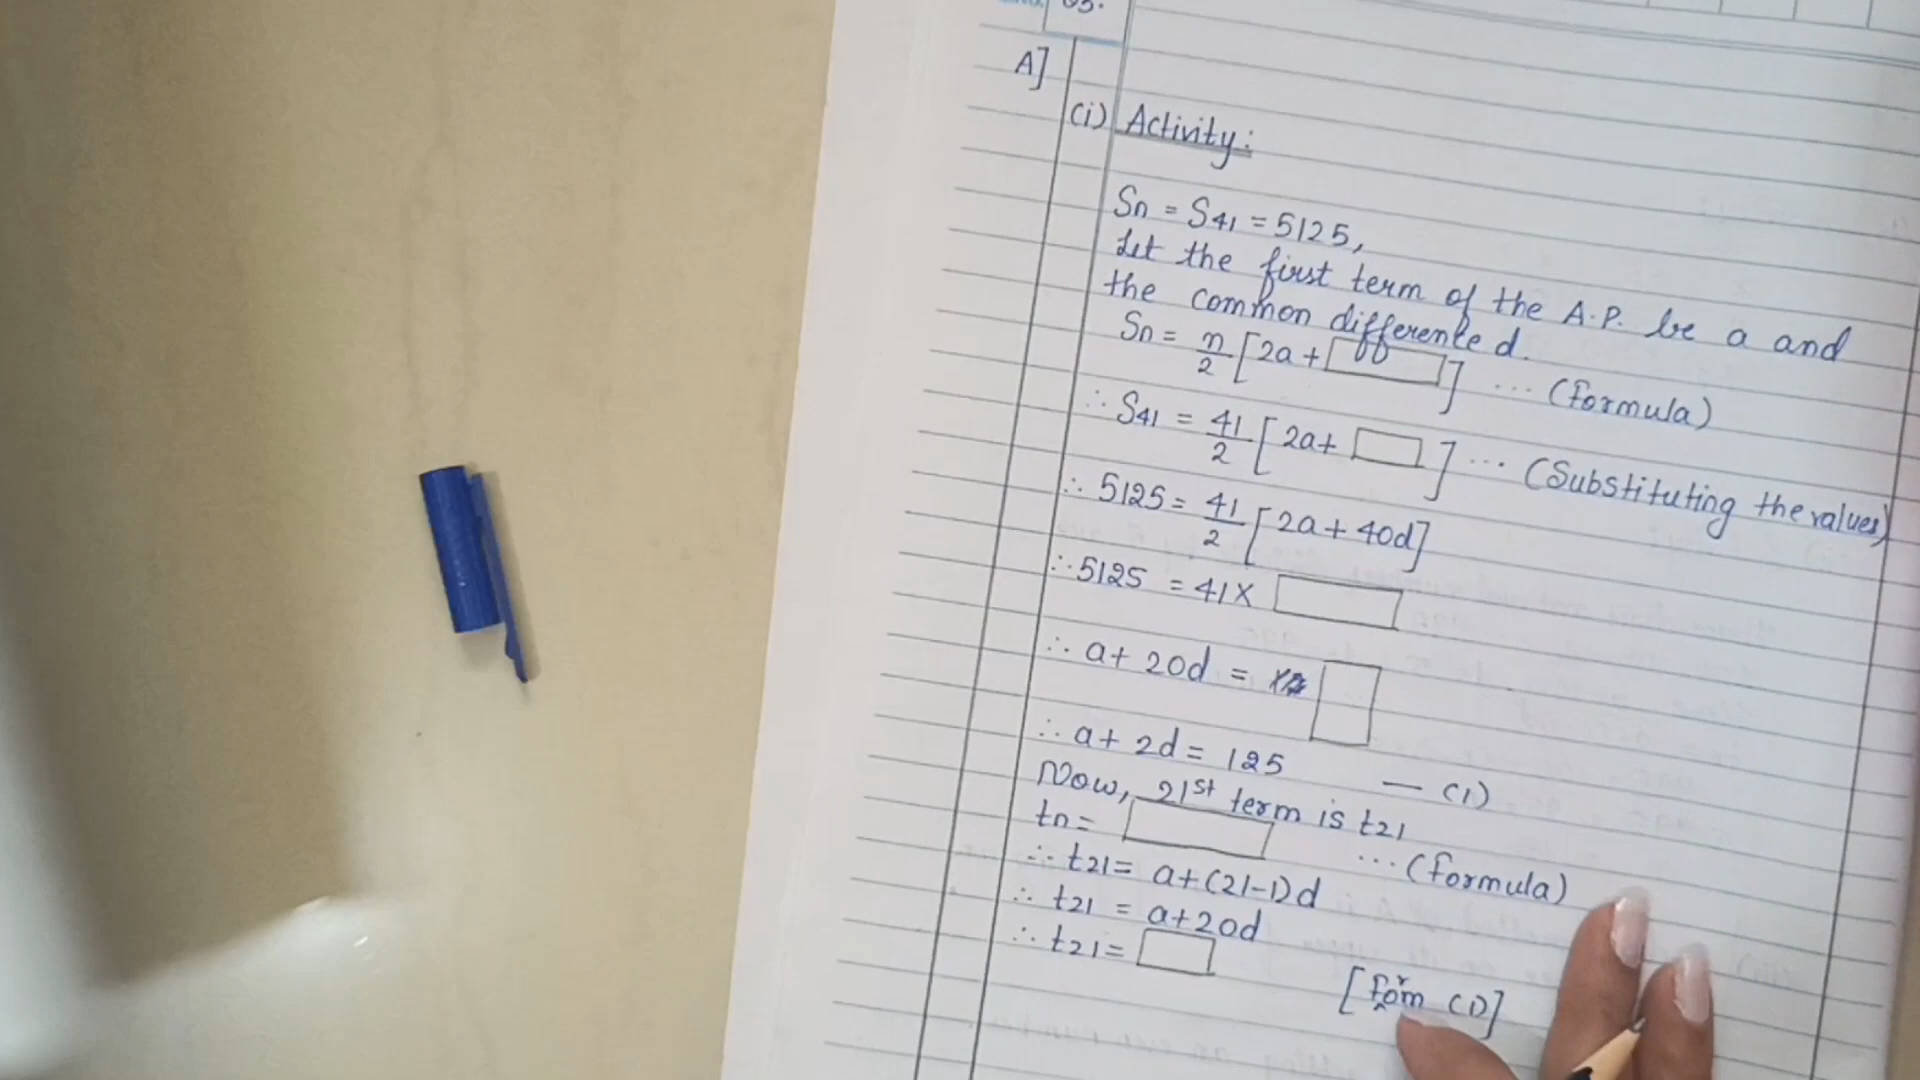 03.
A]
(i) Activity:
Sn = S41 = 5125,
Let the first term of the A.P. be a and
the common difference d.
Sn = n/2 [2a + ] ... (formula)
∴ S41 = 41/2 [2a+ ] ... (Substituting the values)
∴ 5125 = 41/2 [2a + 40d]
∴ 5125 = 41×
∴ a + 20d =
∴ a + 2d = 125 — (1)
Now, 21st term is t21
tn = ... (formula)
∴ t21 = a+(21-1)d
∴ t21 = a+20d
∴ t21 = [from (1)]